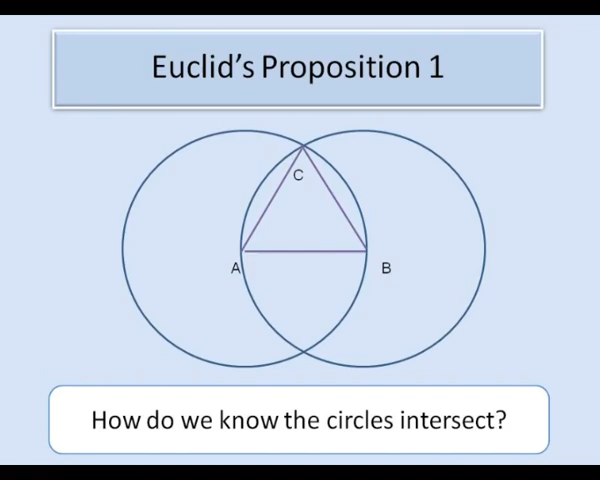 Euclid’s Proposition 1
C
A
B
How do we know the circles intersect?